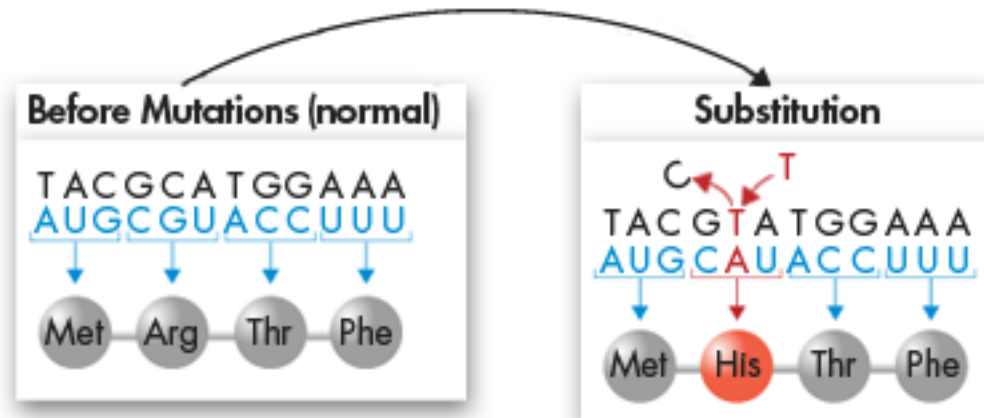 Before Mutations (normal)
TACGCATGGAAA
AUGCGUACCUUU
Met Arg Thr Phe
Substitution
C T
TACGTATGGAAA
AUGCAUACCUUU
Met His Thr Phe